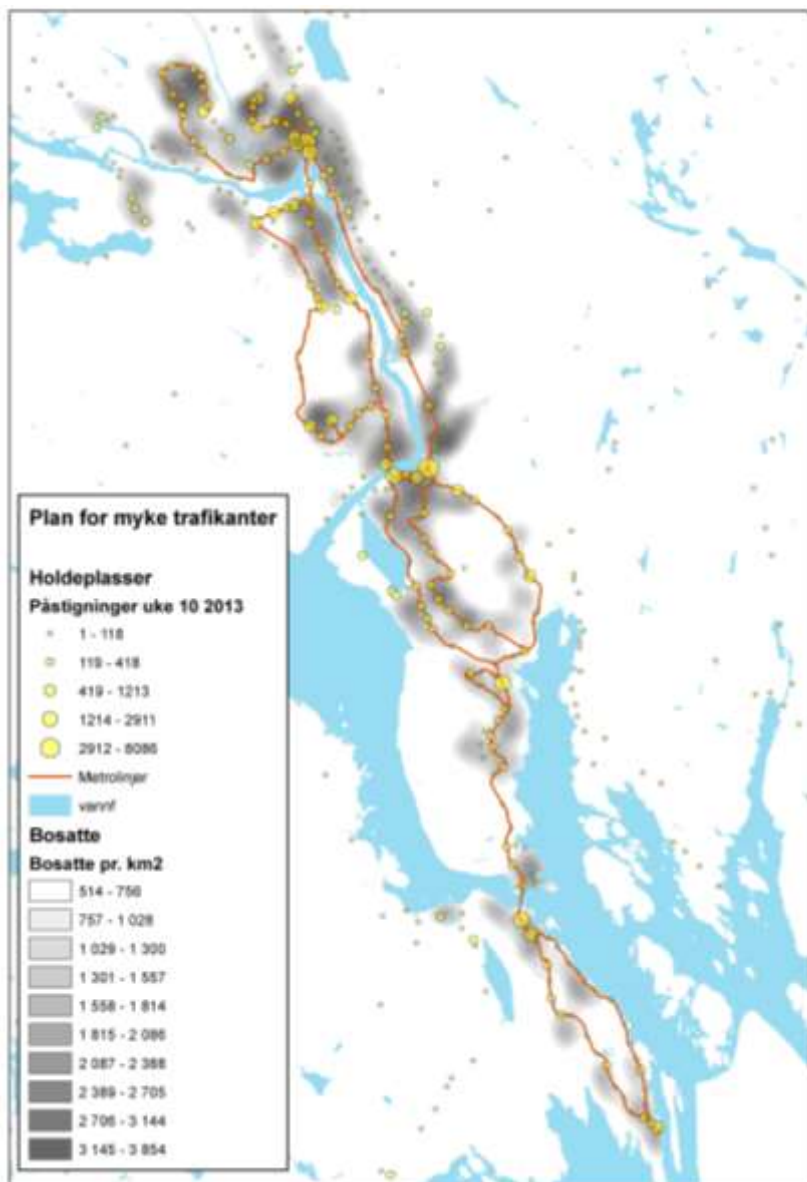 Plan for myke trafikanter
Holdeplasser
Påstigninger uke 10 2013
1 - 118
119 - 418
419 - 1213
1214 - 2911
2912 - 8086
Metrolinjer
vannf
Bosatte
Bosatte pr. km2
514 - 756
757 - 1 028
1 029 - 1 300
1 301 - 1 557
1 558 - 1 814
1 815 - 2 086
2 087 - 2 388
2 389 - 2 705
2 706 - 3 144
3 145 - 3 854